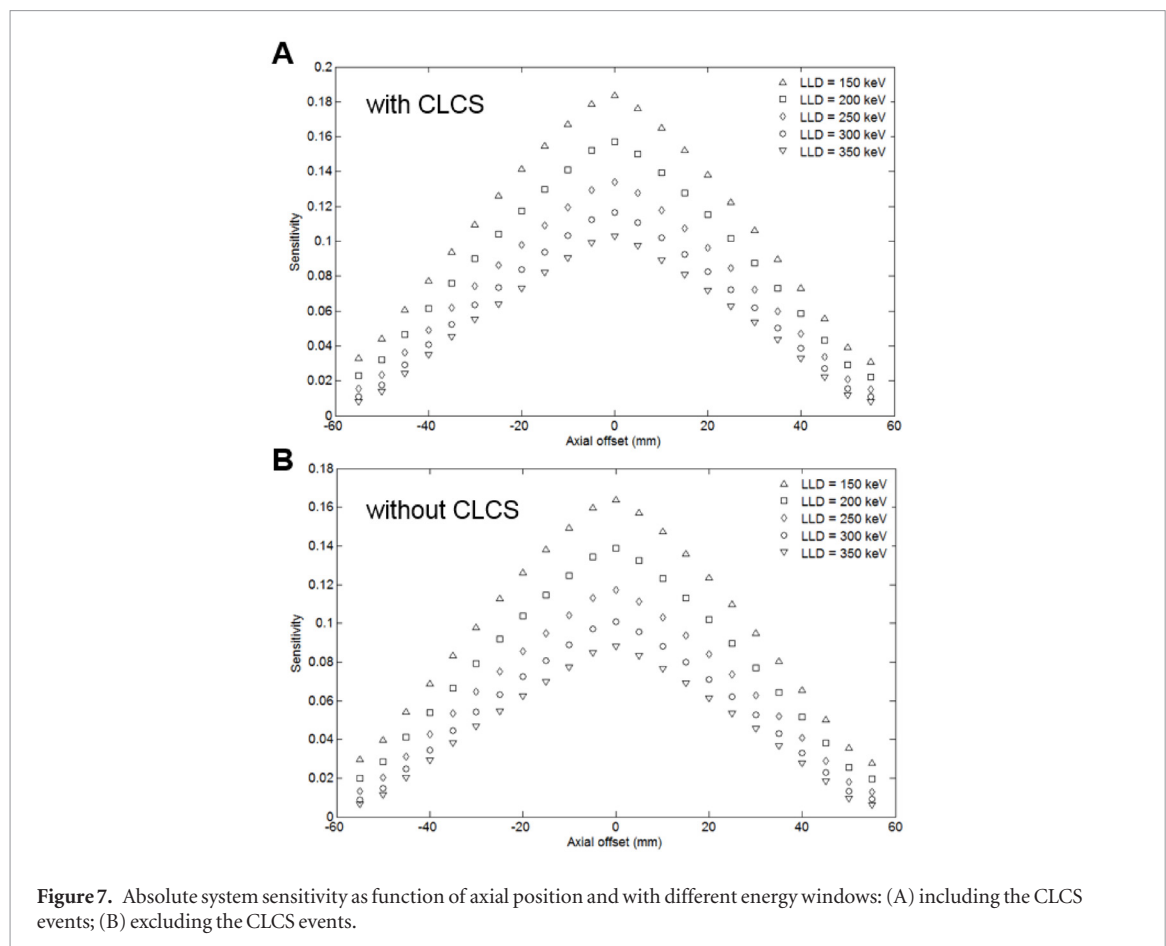 A
with CLCS
LLD = 150 keV
LLD = 200 keV
LLD = 250 keV
LLD = 300 keV
LLD = 350 keV
0.2
0.18
0.16
0.14
0.12
0.1
0.08
0.06
0.04
0.02
0
Sensitivity
-60 -40 -20 0 20 40 60
Axial offset (mm)
B
without CLCS
LLD = 150 keV
LLD = 200 keV
LLD = 250 keV
LLD = 300 keV
LLD = 350 keV
0.18
0.16
0.14
0.12
0.1
0.08
0.06
0.04
0.02
0
Sensitivity
-60 -40 -20 0 20 40 60
Axial offset (mm)
Figure 7. Absolute system sensitivity as function of axial position and with different energy windows: (A) including the CLCS
events; (B) excluding the CLCS events.